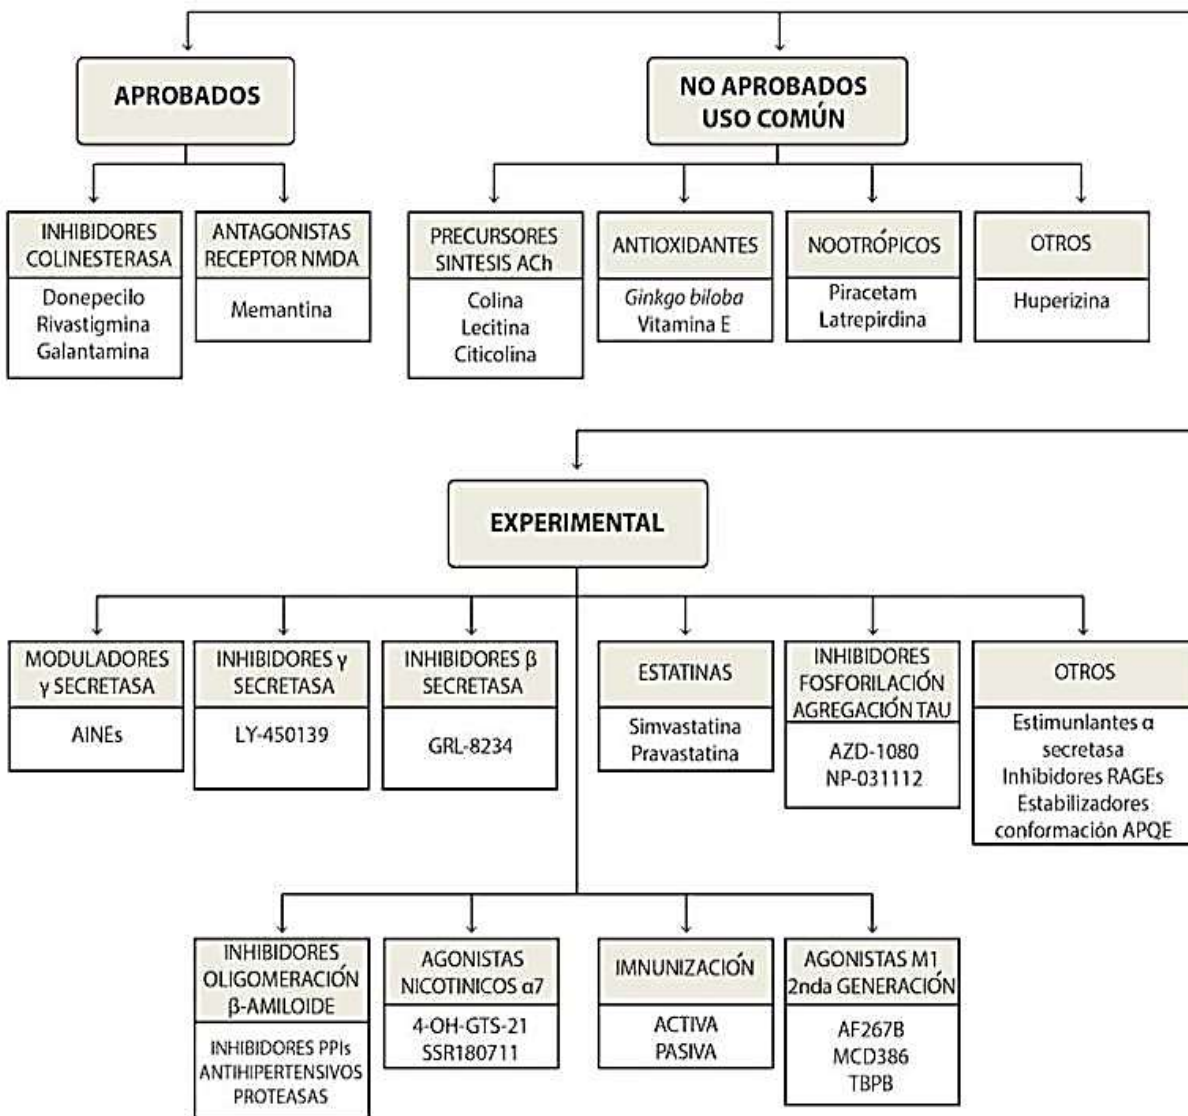 APROBADOS
NO APROBADOS
USO COMÚN
INHIBIDORES
COLINESTERASA
Donepecilo
Rivastigmina
Galantamina
ANTAGONISTAS
RECEPTOR NMDA
Memantina
PRECURSORES
SINTESIS ACh
Colina
Lecitina
Citicolina
ANTIOXIDANTES
Ginkgo biloba
Vitamina E
NOOTRÓPICOS
Piracetam
Latrepirdina
OTROS
Huperizina
EXPERIMENTAL
MODULADORES
γ SECRETASA
AINEs
INHIBIDORES γ
SECRETASA
LY-450139
INHIBIDORES β
SECRETASA
GRL-8234
ESTATINAS
Simvastatina
Pravastatina
INHIBIDORES
FOSFORILACIÓN
AGREGACIÓN TAU
AZD-1080
NP-031112
OTROS
Estimunlantes α
secretasa
Inhibidores RAGEs
Estabilizadores
conformación APQE
INHIBIDORES
OLIGOMERACIÓN
β-AMILOIDE
INHIBIDORES PPIs
ANTIHIPERTENSIVOS
PROTEASAS
AGONISTAS
NICOTINICOS α7
4-OH-GTS-21
SSR180711
IMNUNIZACIÓN
ACTIVA
PASIVA
AGONISTAS M1
2nda GENERACIÓN
AF267B
MCD386
TBPB